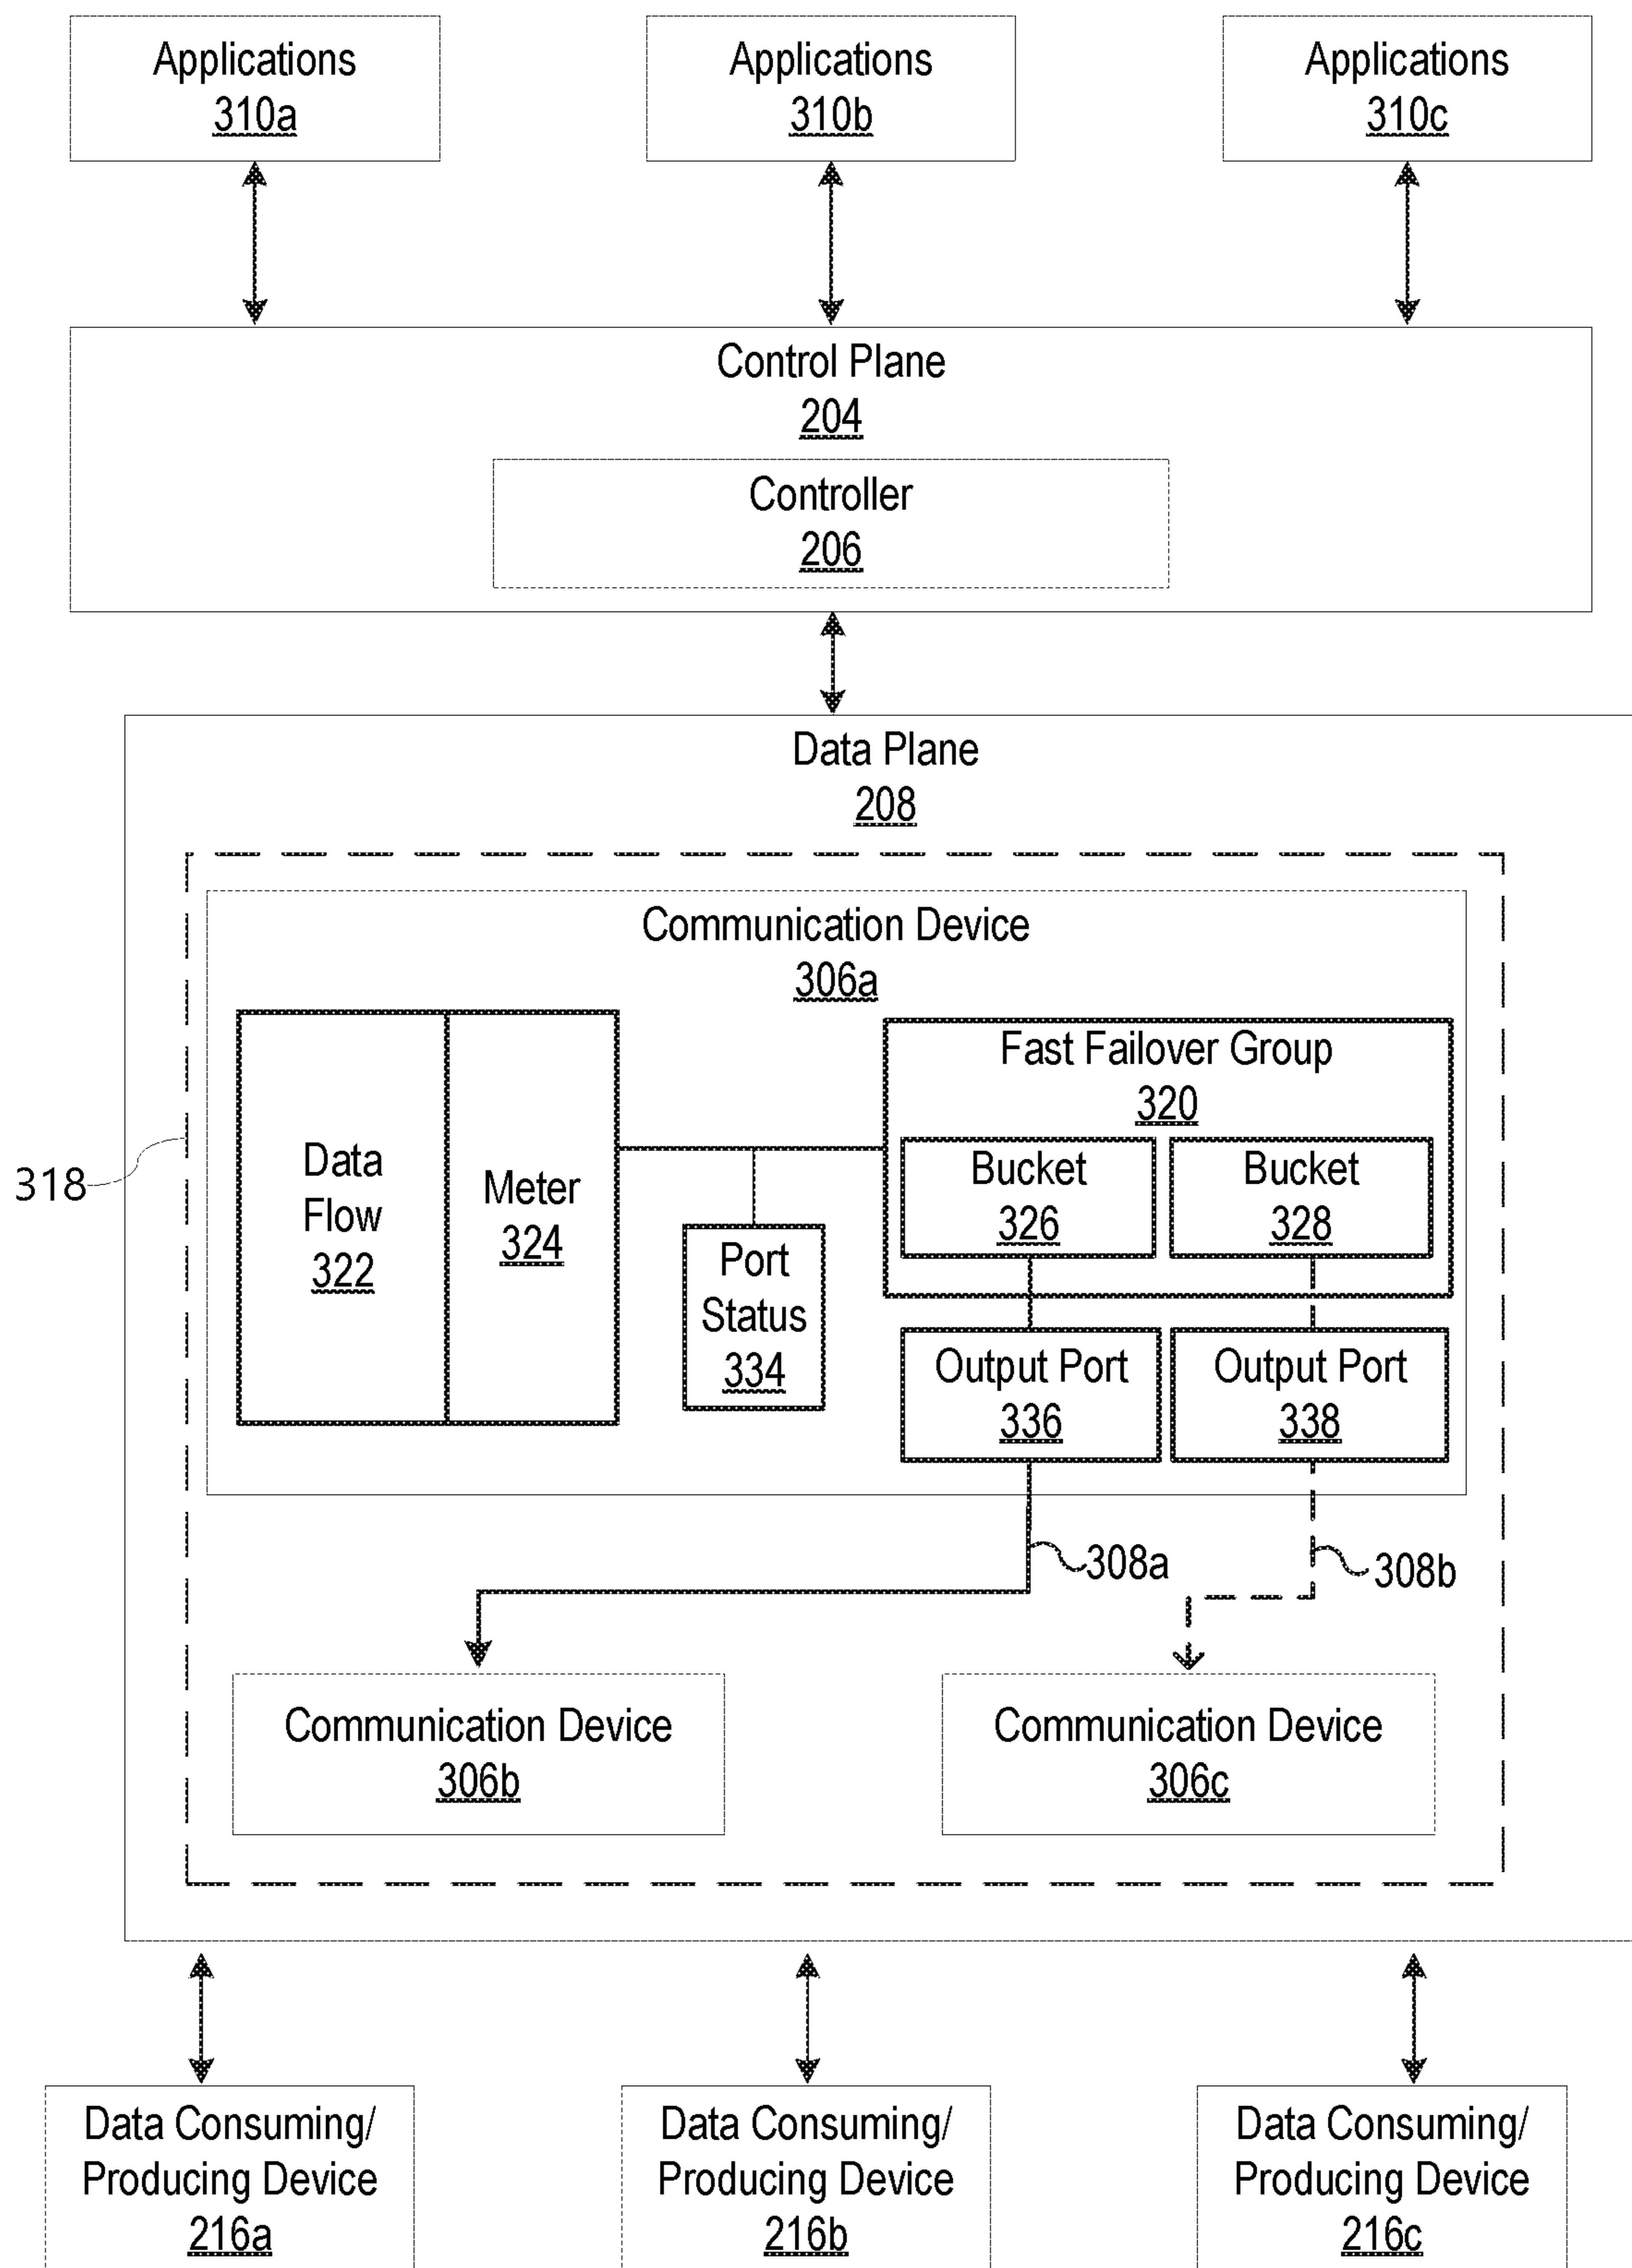 Applications
310a
Applications
310b
Applications
310c
Control Plane
204
Controller
206
Data Plane
208
Communication Device
306a
Data
Flow
322
Meter
324
Port
Status
334
Fast Failover Group
320
Bucket
326
Bucket
328
Output Port
336
Output Port
338
318
308a
308b
Communication Device
306b
Communication Device
306c
Data Consuming/
Producing Device
216a
Data Consuming/
Producing Device
216b
Data Consuming/
Producing Device
216c